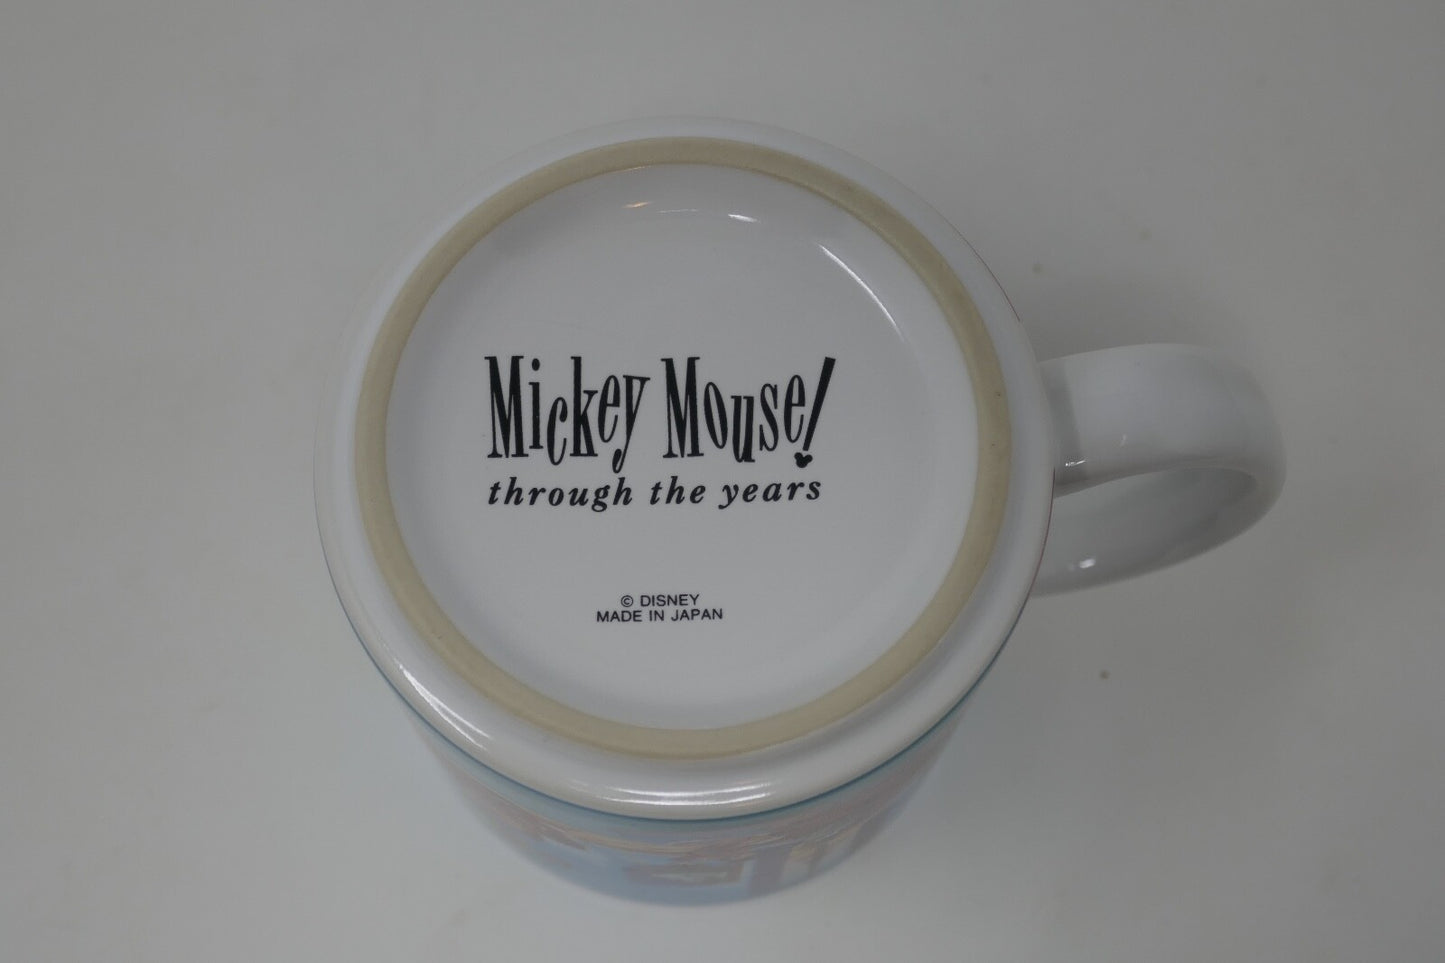 Mickey Mouse!
through the years
© DISNEY
MADE IN JAPAN